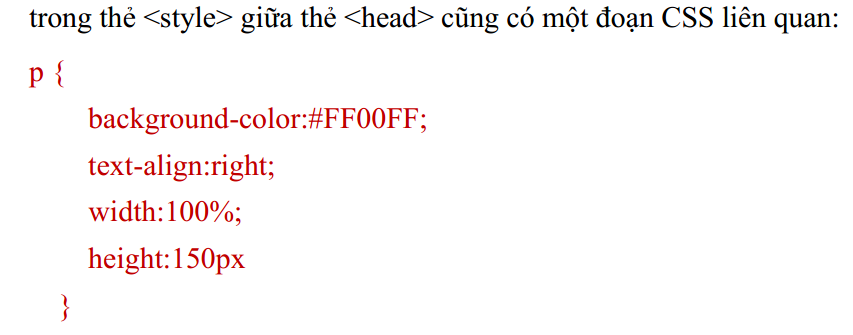 trong thẻ <style> giữa thẻ <head> cũng có một đoạn CSS liên quan:
p {
background-color:#FF00FF;
text-align:right;
width:100%;
height:150px
}